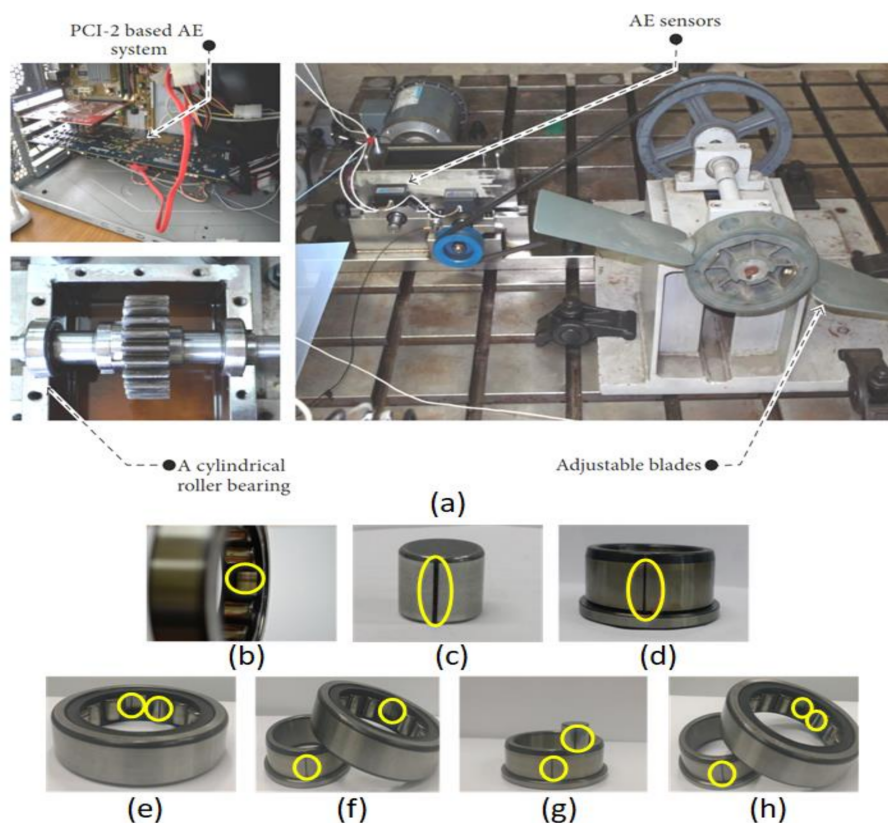 PCI-2 based AE
system
AE sensors
A cylindrical
roller bearing
Adjustable blades
(a)
(b)
(c)
(d)
(e)
(f)
(g)
(h)